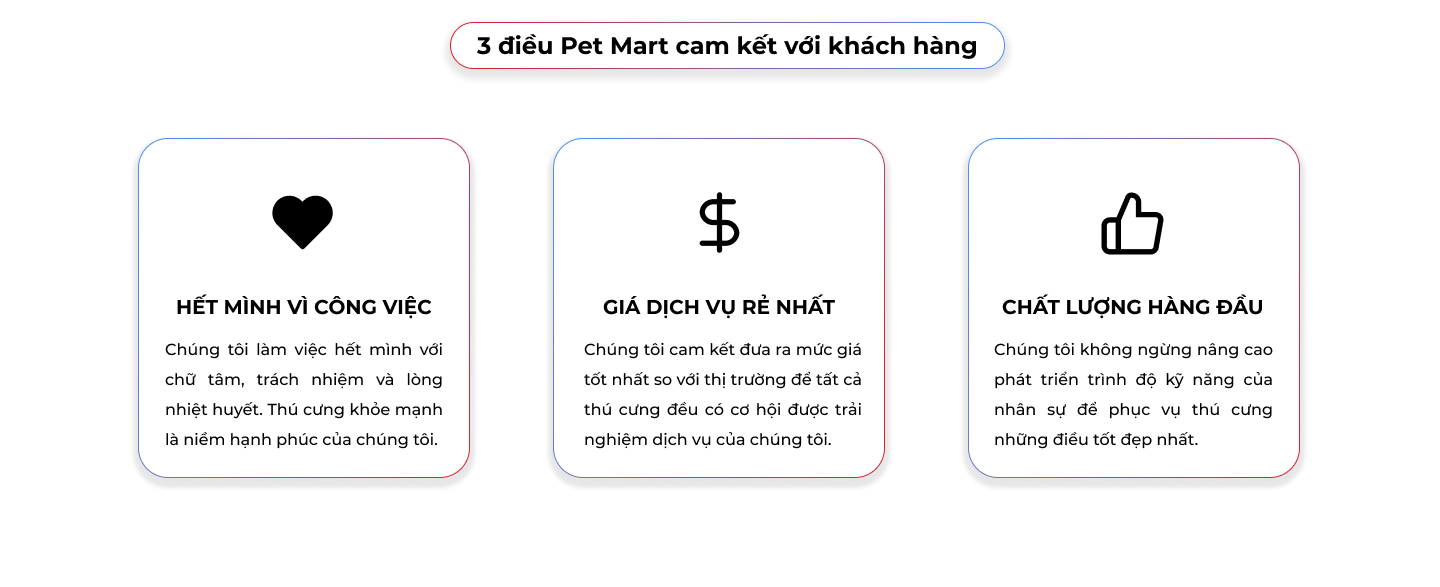 3 điều Pet Mart cam kết với khách hàng
HẾT MÌNH VÌ CÔNG VIỆC
Chúng tôi làm việc hết mình với
chữ tâm, trách nhiệm và lòng
nhiệt huyết. Thú cưng khỏe mạnh
là niềm hạnh phúc của chúng tôi.
GIÁ DỊCH VỤ RẺ NHẤT
Chúng tôi cam kết đưa ra mức giá
tốt nhất so với thị trường để tất cả
thú cưng đều có cơ hội được trải
nghiệm dịch vụ của chúng tôi.
CHẤT LƯỢNG HÀNG ĐẦU
Chúng tôi không ngừng nâng cao
phát triển trình độ kỹ năng của
nhân sự để phục vụ thú cưng
những điều tốt đẹp nhất.